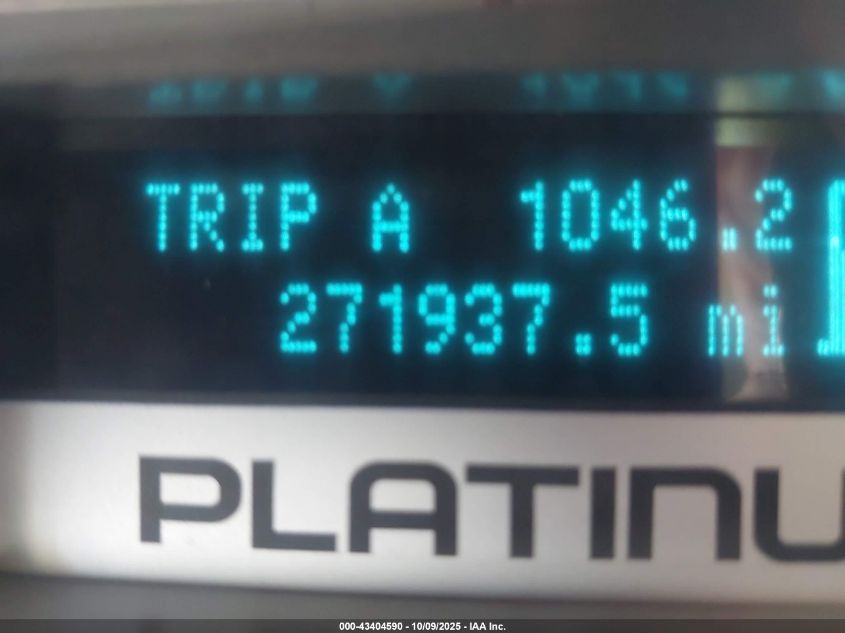 TRIP A 1046.2
271937.5 mi
PLATINU
000-43404590 - 10/09/2025 - IAA Inc.